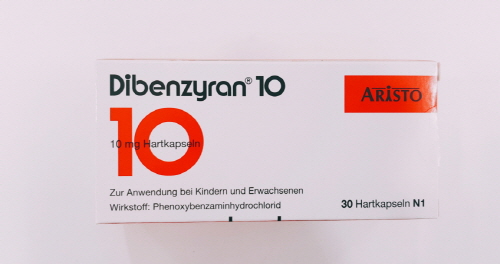 Dibenzyran® 10
ARISTO
10
10 mg Hartkapseln
Zur Anwendung bei Kindern und Erwachsenen
Wirkstoff: Phenoxybenzaminhydrochlorid
30 Hartkapseln N1